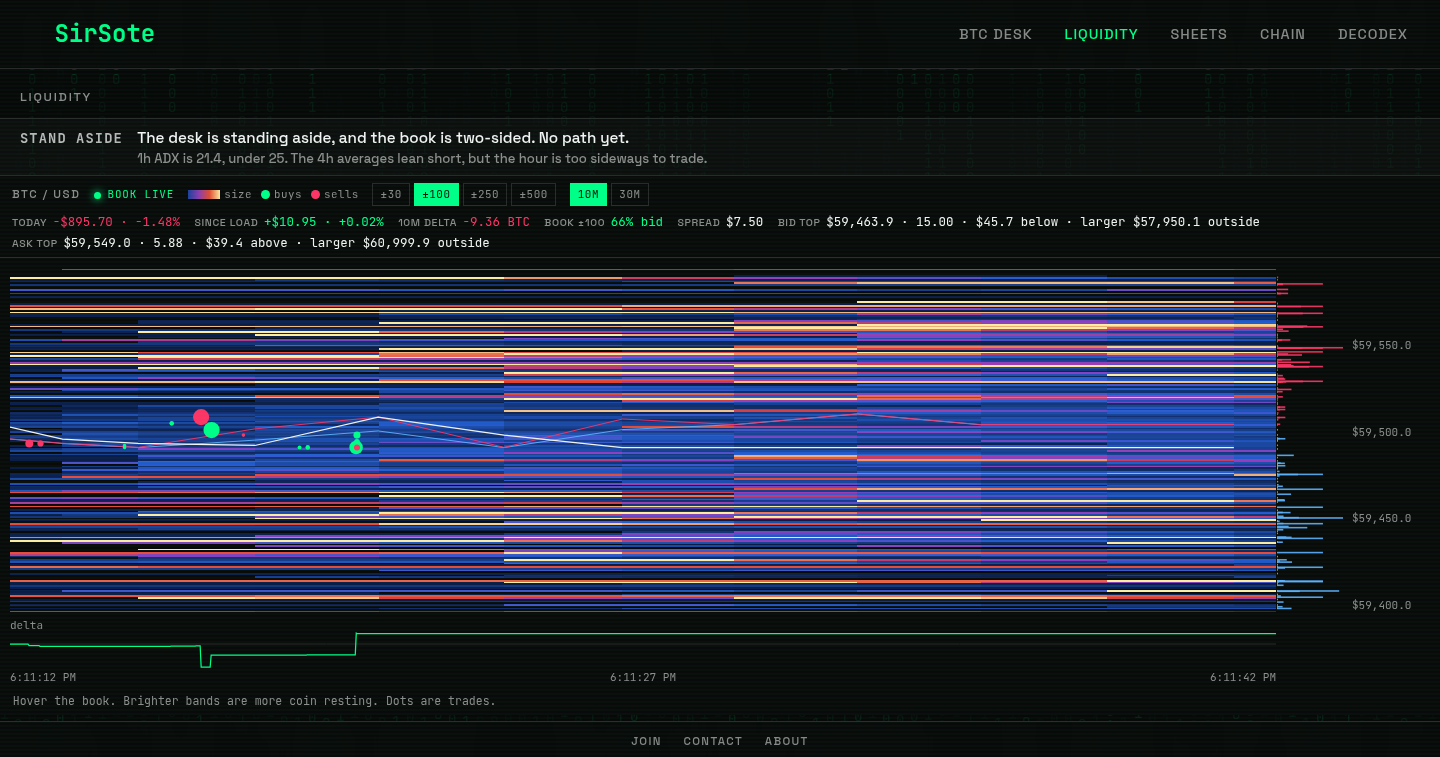 SirSote
BTC DESK LIQUIDITY SHEETS CHAIN DECODEX
LIQUIDITY
STAND ASIDE The desk is standing aside, and the book is two-sided. No path yet.
1h ADX is 21.4, under 25. The 4h averages lean short, but the hour is too sideways to trade.
BTC / USD BOOK LIVE size buys sells ±30 ±100 ±250 ±500 10M 30M
TODAY -$895.70 · -1.48% SINCE LOAD +$10.95 · +0.02% 10M DELTA -9.36 BTC BOOK ±100 66% bid SPREAD $7.50 BID TOP $59,463.9 · 15.00 · $45.7 below · larger $57,950.1 outside
ASK TOP $59,549.0 · 5.88 · $39.4 above · larger $60,999.9 outside
$59,550.0
$59,500.0
$59,450.0
$59,400.0
delta
6:11:12 PM 6:11:27 PM 6:11:42 PM
Hover the book. Brighter bands are more coin resting. Dots are trades.
JOIN CONTACT ABOUT